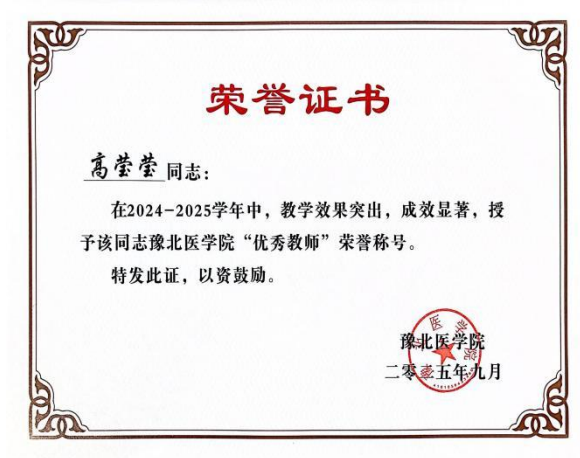 荣誉证书
高莹莹 同志：
在2024-2025学年中，教学效果突出，成效显著，授
予该同志豫北医学院“优秀教师”荣誉称号。
特发此证，以资鼓励。
豫北医学院
二零二五年九月